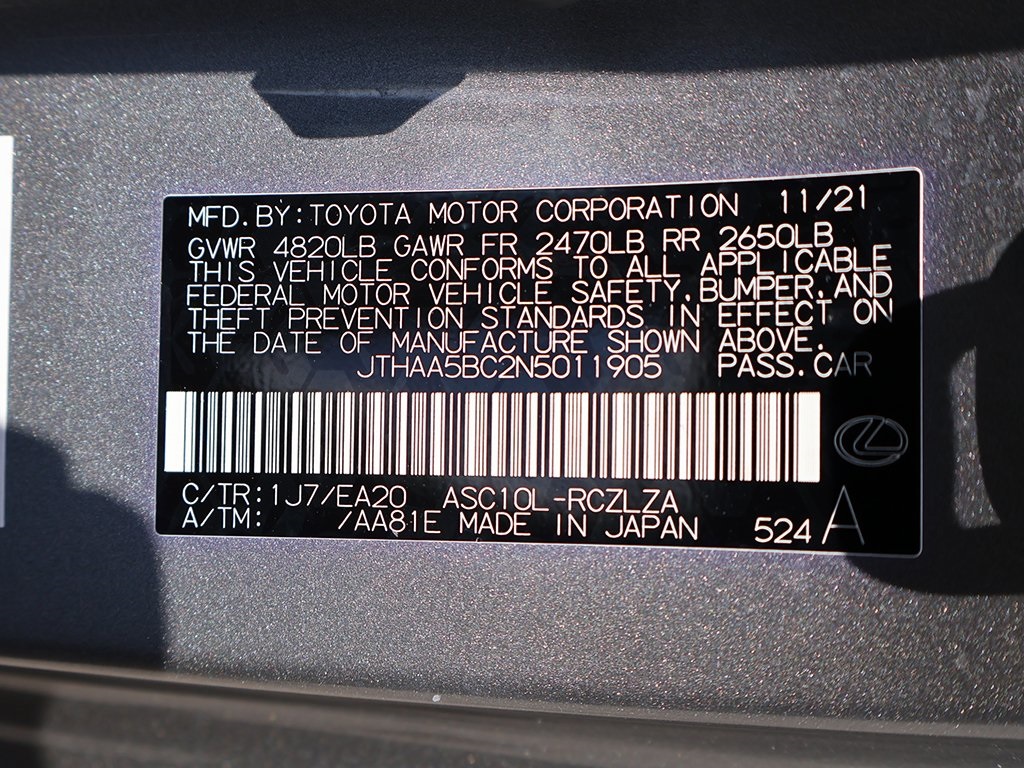 MFD.BY:TOYOTA MOTOR CORPORATION 11/21
GVWR 4820LB GAWR FR 2470LB RR 2650LB
THIS VEHICLE CONFORMS TO ALL APPLICABLE
FEDERAL MOTOR VEHICLE SAFETY,BUMPER,AND
THEFT PREVENTION STANDARDS IN EFFECT ON
THE DATE OF MANUFACTURE SHOWN ABOVE.
JTHAA5BC2N5011905 PASS.CAR
C/TR:1J7/EA20 ASC10L-RCZLZA
A/TM: /AA81E MADE IN JAPAN 524 A